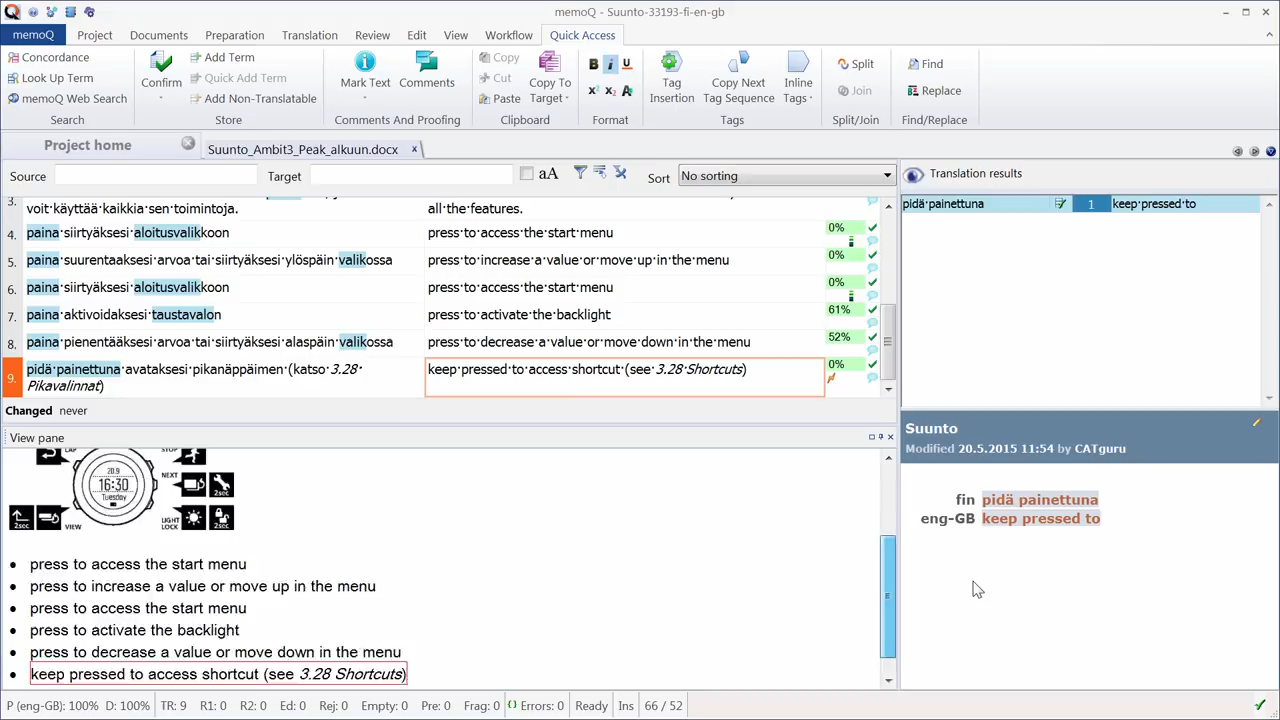 memoQ - Suunto-33193-fi-en-gb
memoQ Project Documents Preparation Translation Review Edit View Workflow Quick Access
Concordance
Look Up Term
memoQ Web Search
Search
Confirm
Add Term
Quick Add Term
Add Non-Translatable
Store
Mark Text
Comments
Comments And Proofing
Copy
Cut
Paste
Copy To Target
Clipboard
B i U
x² x₂ A
Format
Tag Insertion
Copy Next Tag Sequence
Inline Tags
Tags
Split
Join
Split/Join
Find
Replace
Find/Replace
Project home
Suunto_Ambit3_Peak_alkuun.docx x
Source
Target
aA
Sort No sorting
3.
voit·käyttää·kaikkia·sen·toimintoja.
all·the·features.
4. paina·siirtyäksesi·aloitusvalikkoon
press·to·access·the·start·menu
0%
5. paina·suurentaaksesi·arvoa·tai·siirtyäksesi·ylöspäin·valikossa
press·to·increase·a·value·or·move·up·in·the·menu
0%
6. paina·siirtyäksesi·aloitusvalikkoon
press·to·access·the·start·menu
0%
7. paina·aktivoidaksesi·taustavalon
press·to·activate·the·backlight
61%
8. paina·pienentääksesi·arvoa·tai·siirtyäksesi·alaspäin·valikossa
press·to·decrease·a·value·or·move·down·in·the·menu
52%
9. pidä·painettuna·avataksesi·pikanäppäimen·(katso·3.28·
Pikavalinnat)
keep·pressed·to·access·shortcut·(see·3.28·Shortcuts)
0%
Changed never
View pane
LAP
STOP
20.9
16:30
Tuesday
NEXT
2sec
2sec
VIEW
LIGHT
LOCK
2sec
• press to access the start menu
• press to increase a value or move up in the menu
• press to access the start menu
• press to activate the backlight
• press to decrease a value or move down in the menu
• keep pressed to access shortcut (see 3.28 Shortcuts)
Translation results
pidä·painettuna 1 keep·pressed·to
Suunto
Modified 20.5.2015 11:54 by CATguru
fin pidä painettuna
eng-GB keep pressed to
P (eng-GB): 100% D: 100% TR: 9 R1: 0 R2: 0 Ed: 0 Rej: 0 Empty: 0 Pre: 0 Frag: 0 Errors: 0 Ready Ins 66 / 52